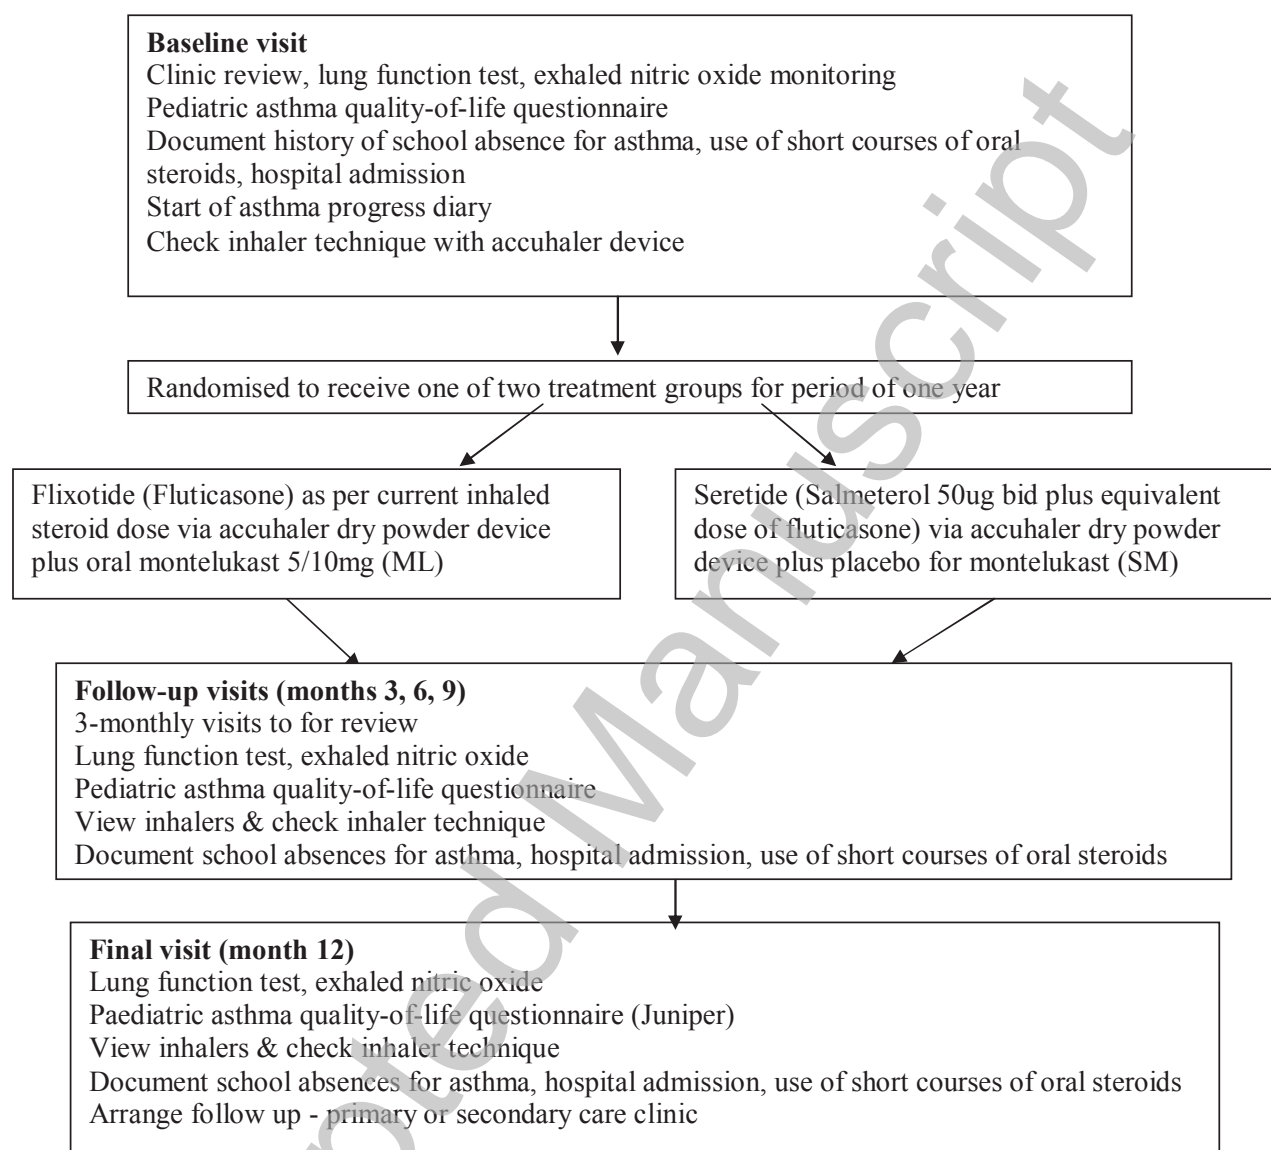 Baseline visit
Clinic review, lung function test, exhaled nitric oxide monitoring
Pediatric asthma quality-of-life questionnaire
Document history of school absence for asthma, use of short courses of oral
steroids, hospital admission
Start of asthma progress diary
Check inhaler technique with accuhaler device
Randomised to receive one of two treatment groups for period of one year
Flixotide (Fluticasone) as per current inhaled
steroid dose via accuhaler dry powder device
plus oral montelukast 5/10mg (ML)
Seretide (Salmeterol 50ug bid plus equivalent
dose of fluticasone) via accuhaler dry powder
device plus placebo for montelukast (SM)
Follow-up visits (months 3, 6, 9)
3-monthly visits to for review
Lung function test, exhaled nitric oxide
Pediatric asthma quality-of-life questionnaire
View inhalers & check inhaler technique
Document school absences for asthma, hospital admission, use of short courses of oral steroids
Final visit (month 12)
Lung function test, exhaled nitric oxide
Paediatric asthma quality-of-life questionnaire (Juniper)
View inhalers & check inhaler technique
Document school absences for asthma, hospital admission, use of short courses of oral steroids
Arrange follow up - primary or secondary care clinic
pted Manuscript